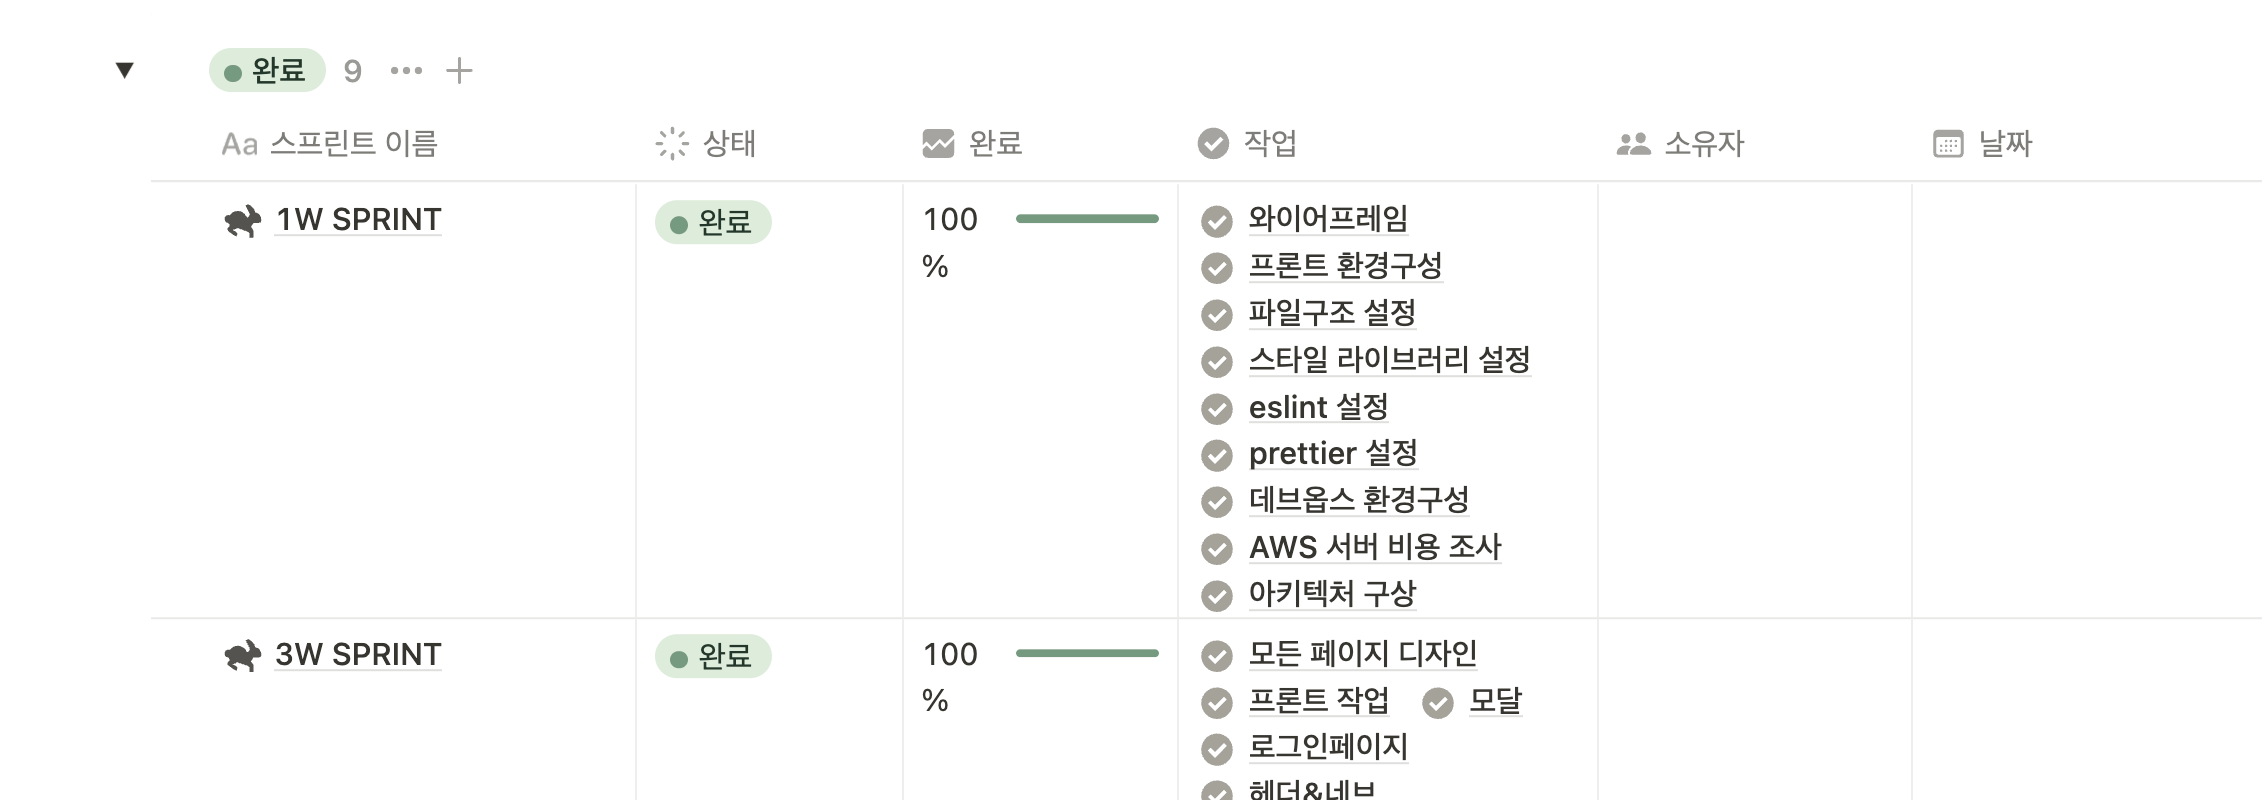 완료 9
Aa 스프린트 이름 상태 완료 작업 소유자 날짜
1W SPRINT 완료 100 % 와이어프레임
프론트 환경구성
파일구조 설정
스타일 라이브러리 설정
eslint 설정
prettier 설정
데브옵스 환경구성
AWS 서버 비용 조사
아키텍처 구상
3W SPRINT 완료 100 % 모든 페이지 디자인
프론트 작업 모달
로그인페이지
헤더&네브